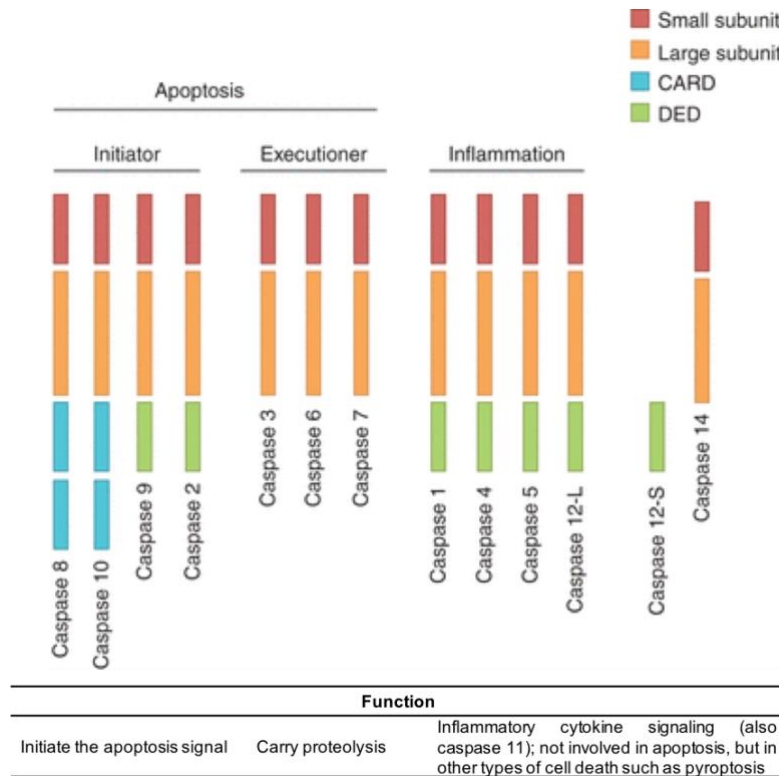 Small subunit
Large subunit
CARD
DED
Apoptosis
Initiator
Executioner
Inflammation
Caspase 8
Caspase 10
Caspase 9
Caspase 2
Caspase 3
Caspase 6
Caspase 7
Caspase 1
Caspase 4
Caspase 5
Caspase 12-L
Caspase 12-S
Caspase 14
Function
Initiate the apoptosis signal
Carry proteolysis
Inflammatory cytokine signaling (also
caspase 11); not involved in apoptosis, but in
other types of cell death such as pyroptosis